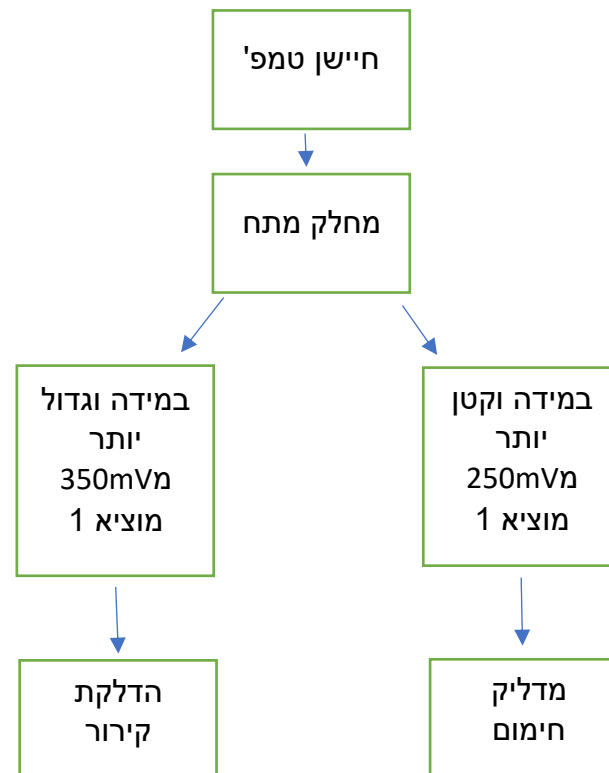 חיישן טמפ'
מחלק מתח
במידה וקטן
יותר
מ250mV
מוציא 1
במידה וגדול
יותר
מ350mV
מוציא 1
מדליק
חימום
הדלקת
קירור